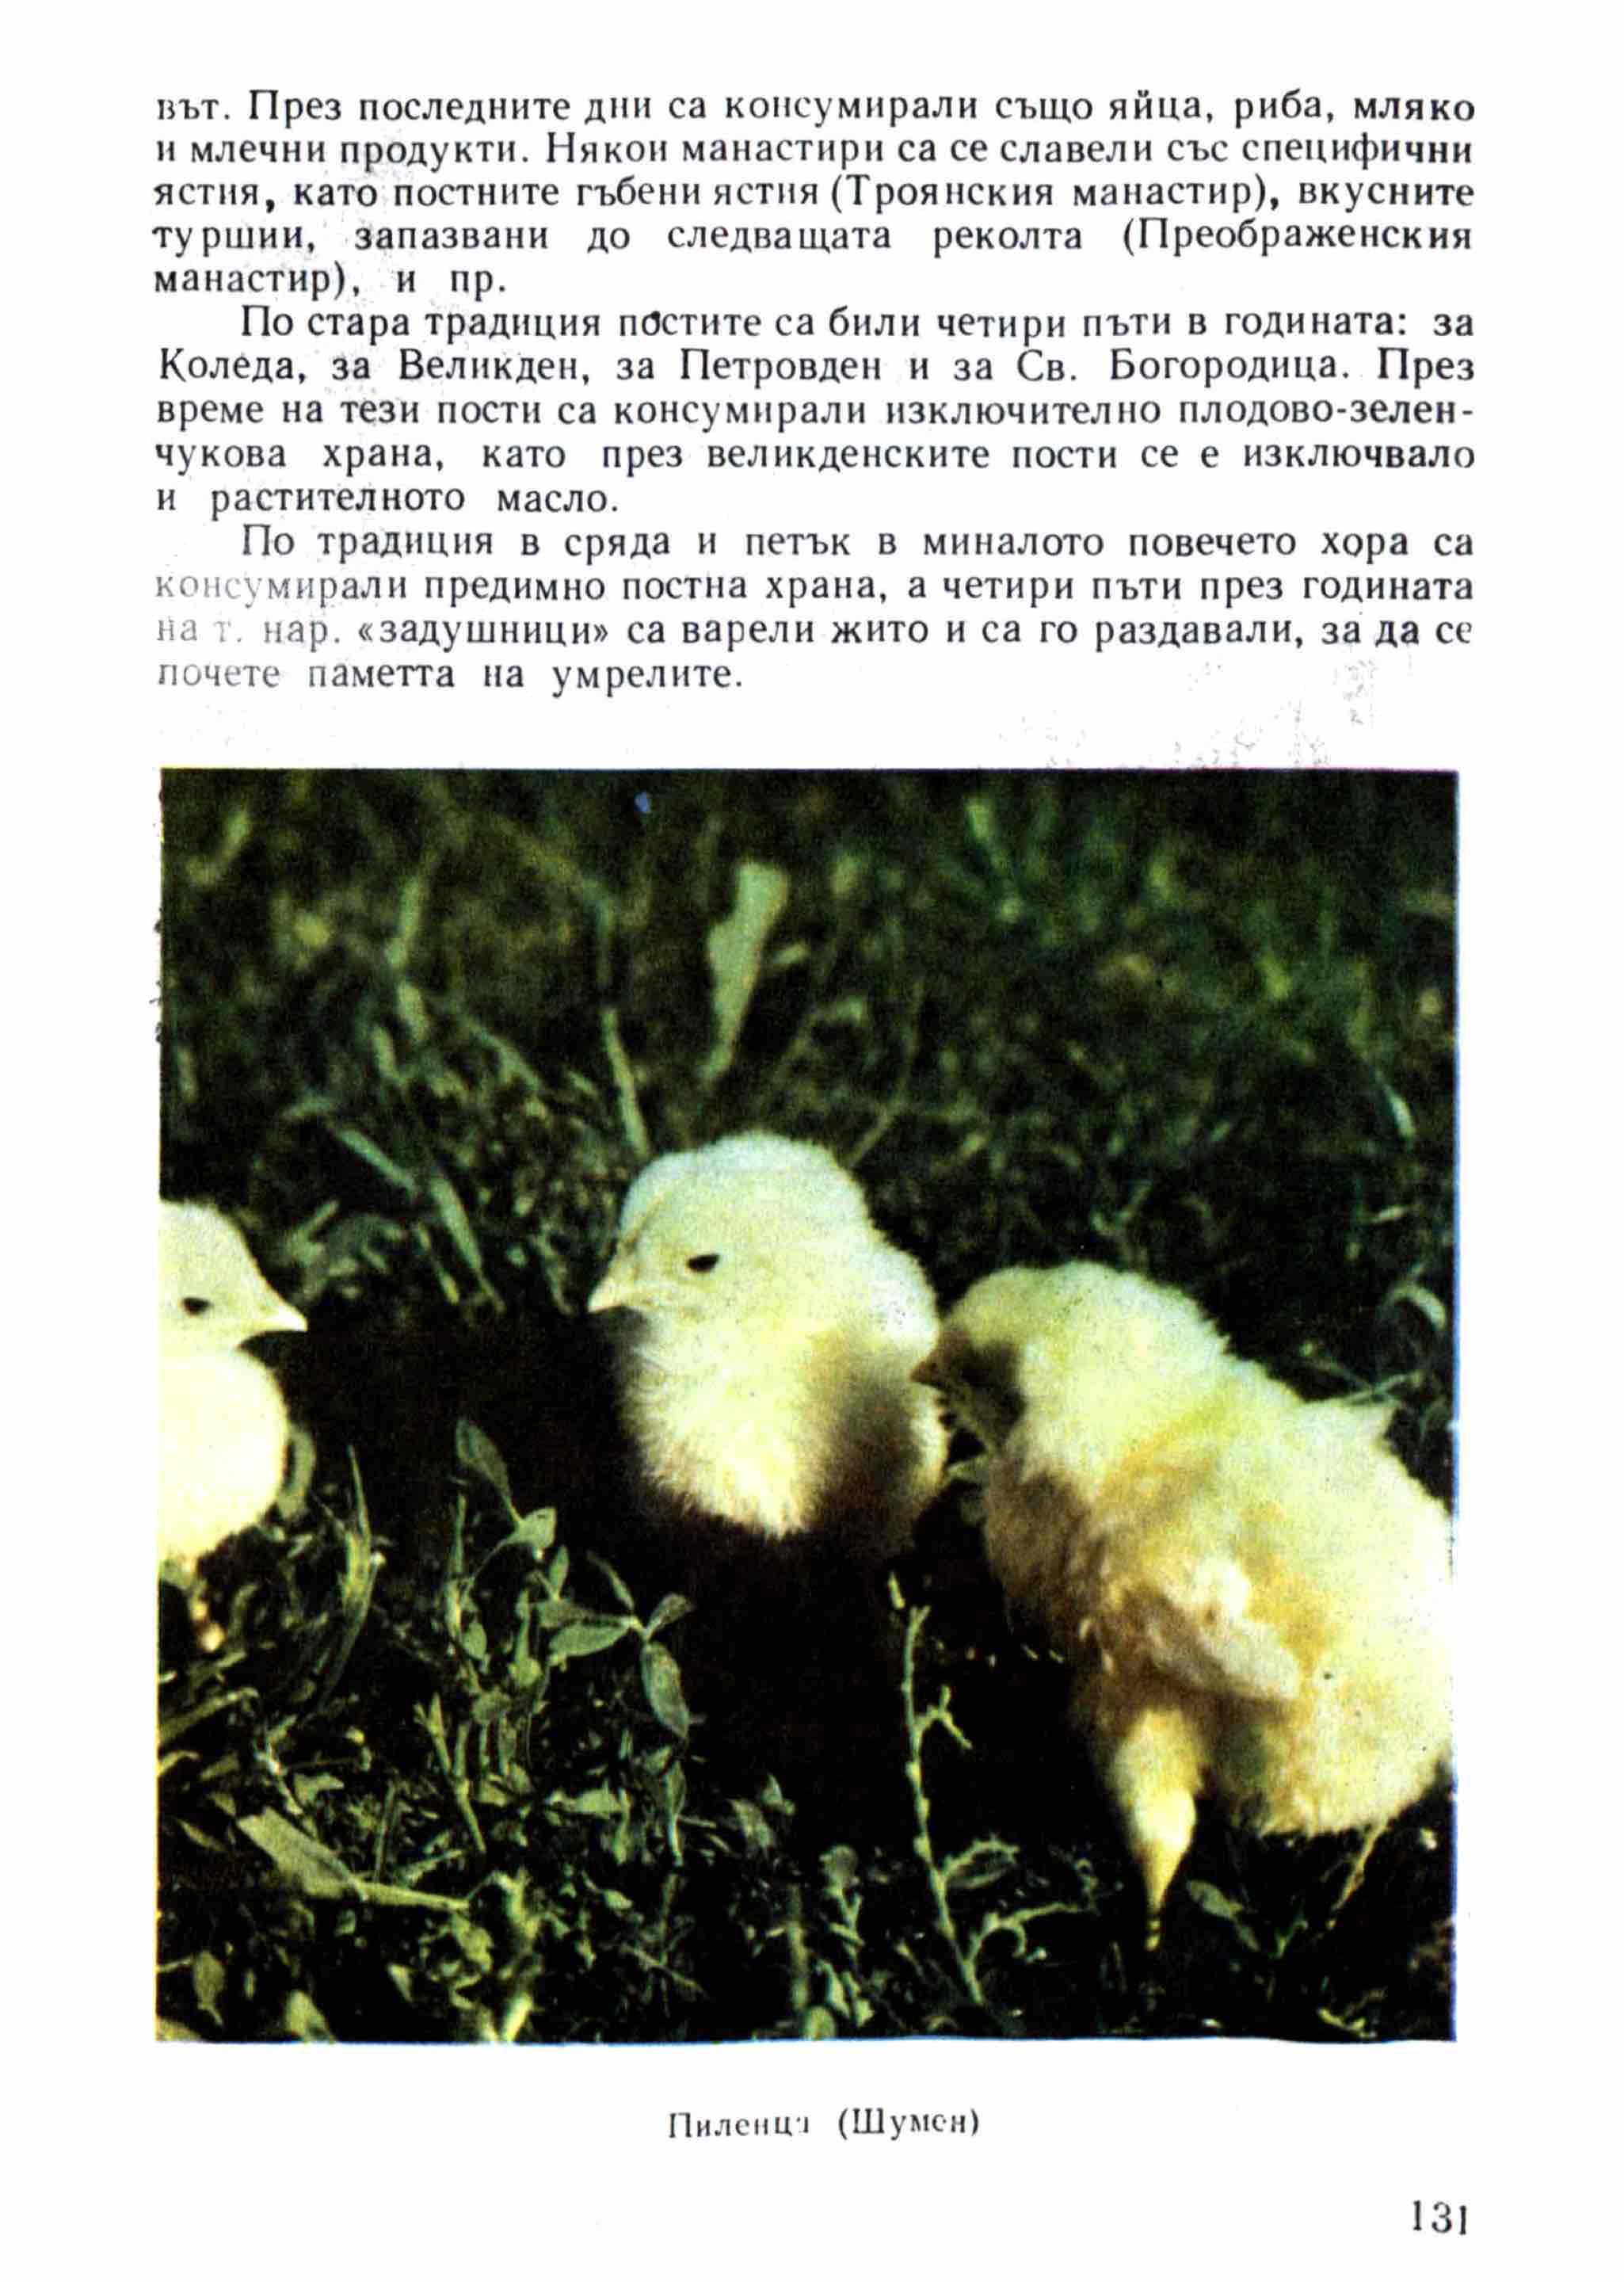 вът. През последните дни са консумирали също яйца, риба, мляко
и млечни продукти. Някои манастири са се славели със специфични
ястия, като постните гъбени ястия (Троянския манастир), вкусните
туршии, запазвани до следващата реколта (Преображенския
манастир), и пр.
По стара традиция постите са били четири пъти в годината: за
Коледа, за Великден, за Петровден и за Св. Богородица. През
време на тези пости са консумирали изключително плодово-зелен-
чукова храна, като през великденските пости се е изключвало
и растителното масло.
По традиция в сряда и петък в миналото повечето хора са
консумирали предимно постна храна, а четири пъти през годината
на т. нар. «задушници» са варели жито и са го раздавали, за да се
почете паметта на умрелите.
Пиленца (Шумен)
131